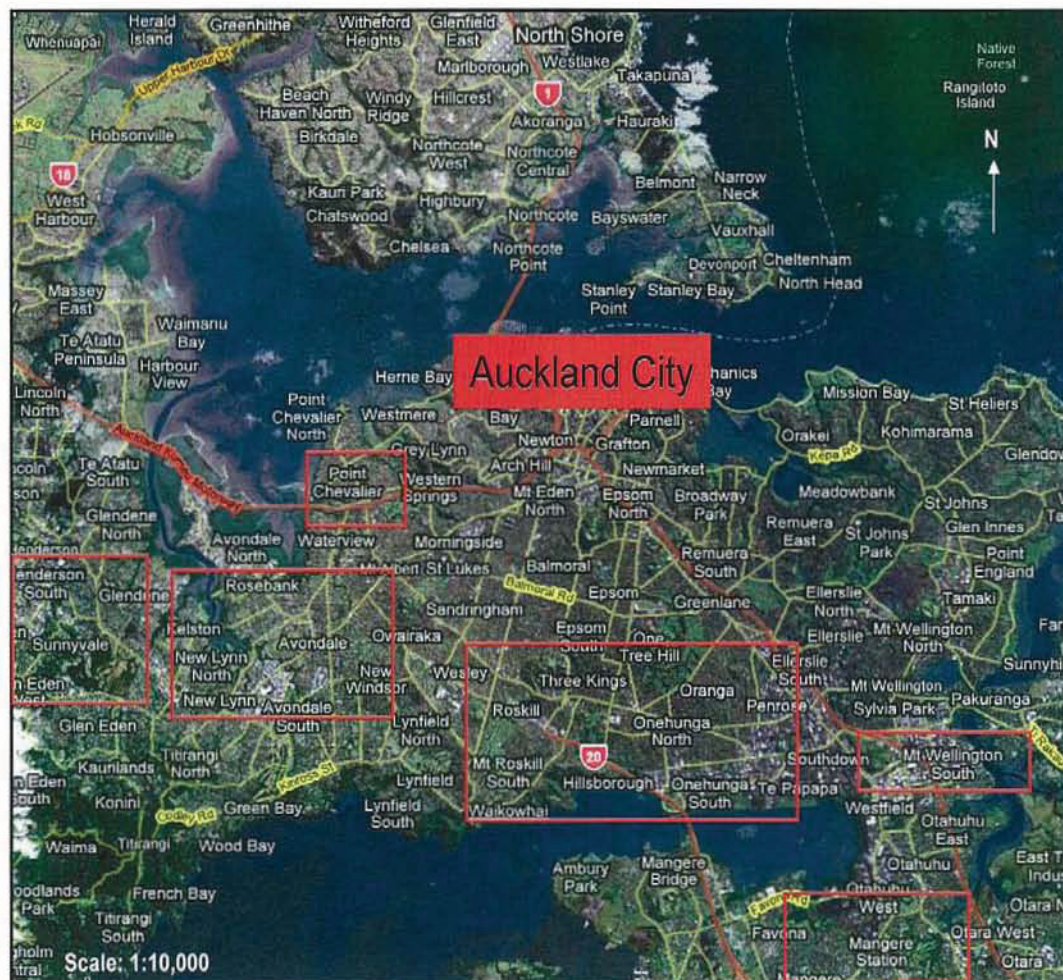 Herald
Island
Greenhithe
Witheford
Heights
Glenfield
East
North Shore
Whenuapai
Upper Harbour Dr
Marlborough
Westlake
Takapuna
Native
Forest
Rangitoto
Island
Beach
Haven North
Windy
Ridge
Hillcrest
1
Akoranga
Hauraki
Hobsonville
Birkdale
Northcote
West
Northcote
Central
N
18
West
Harbour
Kauri Park
Chatswood
Highbury
Belmont
Narrow
Neck
Northcote
Bayswater
Vauxhall
Chelsea
Northcote
Point
Devonport
Cheltenham
North Head
Stanley
Point
Stanley Bay
Massey
East
Waimanu
Bay
Te Atatu
Peninsula
Harbour
View
Auckland City
Herne Bay
Lincoln
North
Point
Chevalier
North
Westmere
Bay
Parnell
Mission Bay
St Heliers
Grey Lynn
Newton
Grafton
Orakei
Kohimarama
Kepa Rd
Te Atatu
South
Point
Chevalier
Western
Springs
Arch Hill
Newmarket
Meadowbank
Mt Eden
North
Epsom
North
Broadway
Park
St Johns
Glendene
North
Avondale
North
Waterview
Morningside
Remuera
East
St Johns
Park
Glen Innes
Mt Albert
St Lukes
Balmoral
Remuera
South
Point
England
Glendene
Rosebank
Balmoral Rd
Epsom
Greenlane
Ellerslie
North
Tamaki
Sandringham
Kelston
Avondale
Owairaka
Epsom
South
One
Tree Hill
Ellerslie
Mt Wellington
North
Sunnyvale
New Lynn
North
New
Windsor
Wesley
Three Kings
Oranga
Ellerslie
South
Mt Wellington
Sylvia Park
Pakuranga
New Lynn
Avondale
South
Roskill
Onehunga
North
Penrose
Glen Eden
Lynfield
North
20
Southdown
Mt Wellington
South
Titirangi
North
Mt Roskill
South
Hillsborough
Onehunga
South
Te Papapa
Kaurilands
Lynfield
Konini
Green Bay
Lynfield
South
Waikowhai
Westfield
Otahuhu
East
Waima
Titirangi
Wood Bay
Ambury
Park
Mangere
Bridge
Otahuhu
French Bay
Otahuhu
West
Titirangi
South
Favona
Mangere
Station
Otara West
Otara
Mangere
Scale: 1:10,000